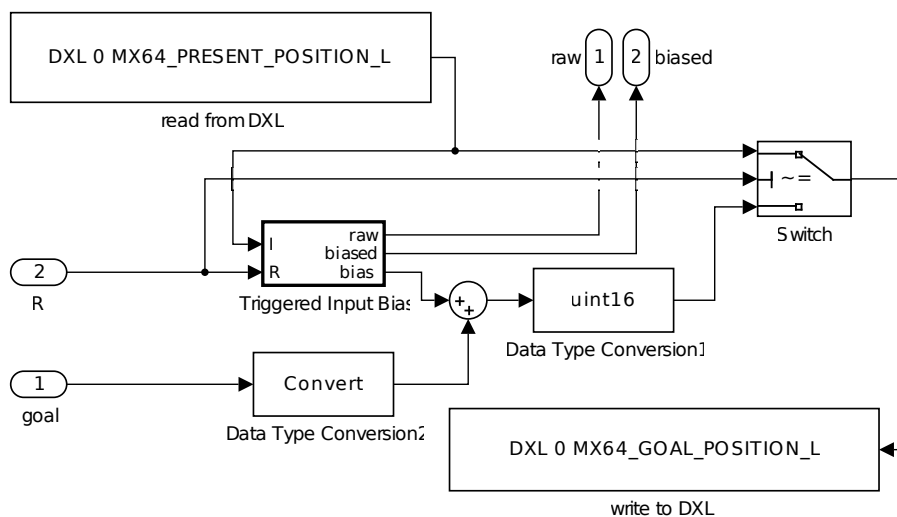 DXL 0 MX64_PRESENT_POSITION_L
read from DXL
raw 1 2 biased
~=
Switch
I
R
raw
biased
bias
Triggered Input Bias
2
R
+
+
uint16
Data Type Conversion1
1
goal
Convert
Data Type Conversion2
DXL 0 MX64_GOAL_POSITION_L
write to DXL